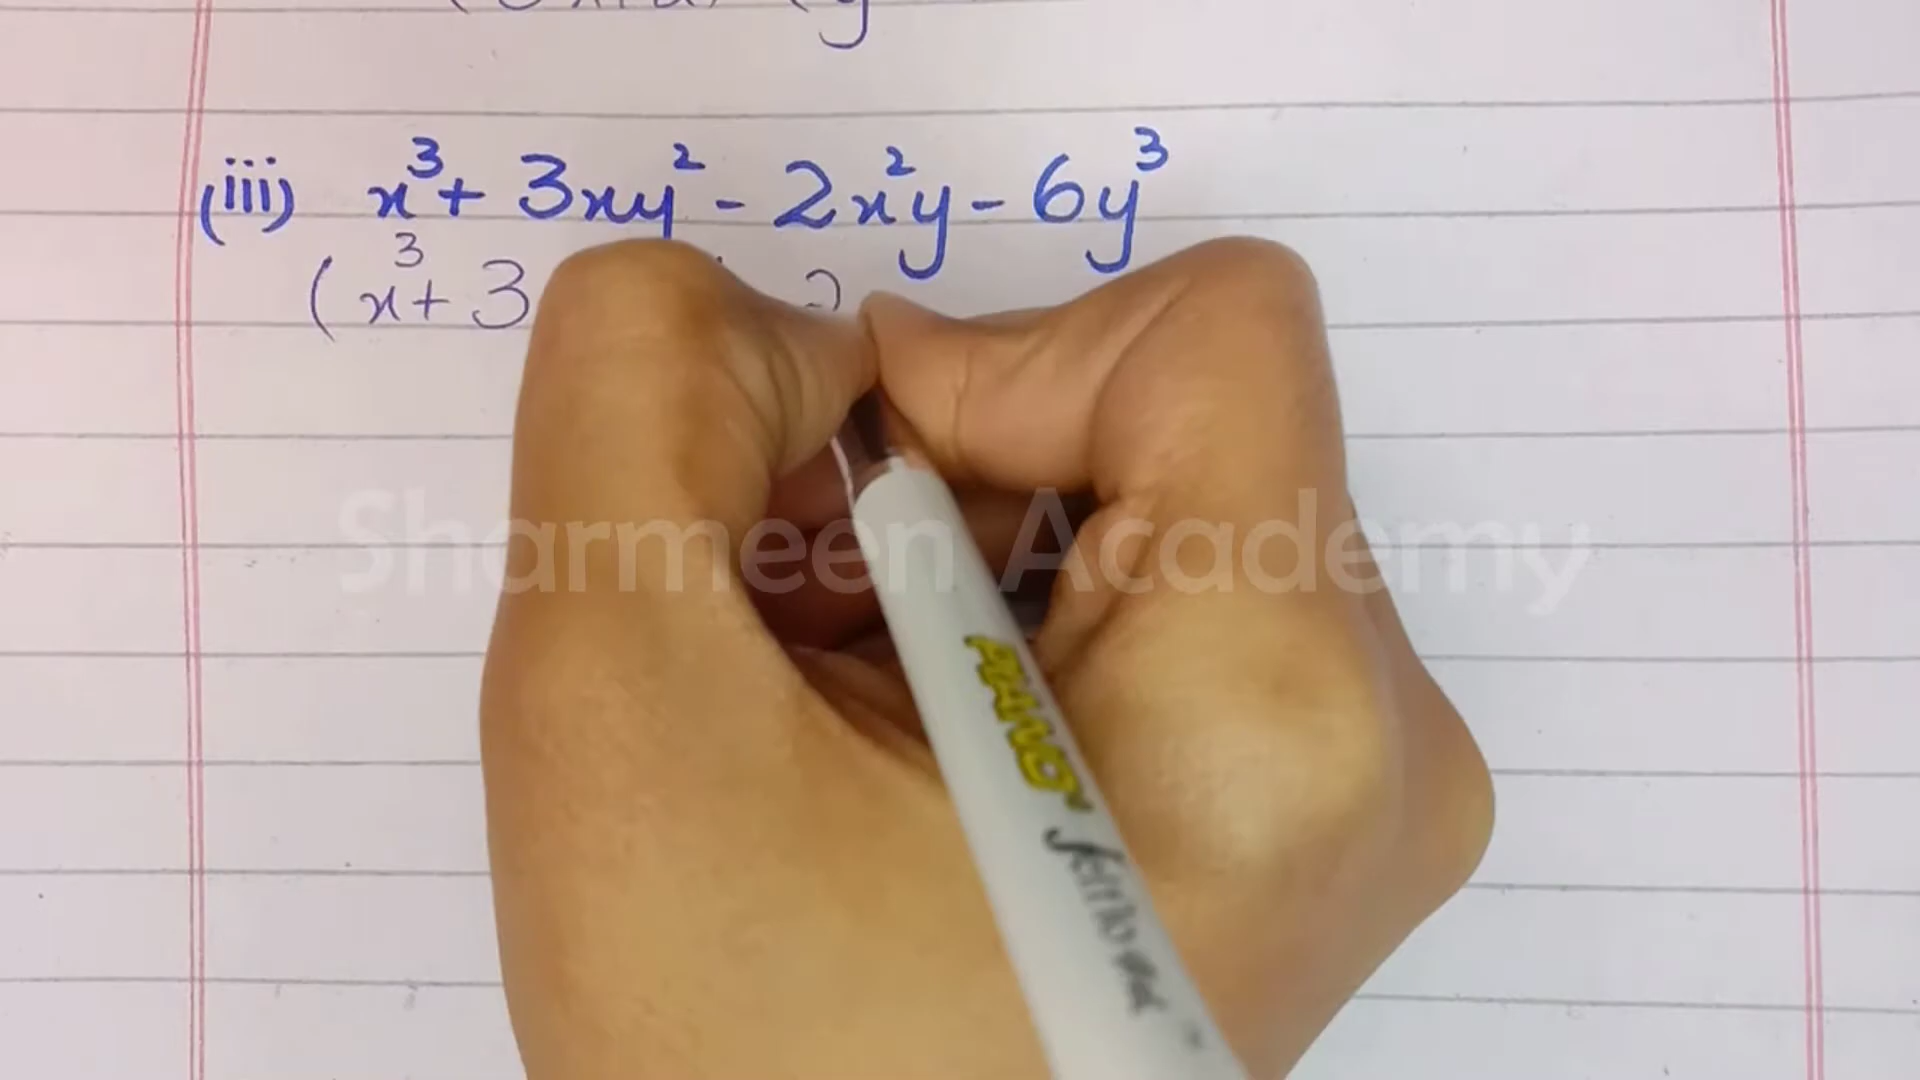 (iii) x³ + 3xy² - 2x²y - 6y³
(x³ + 3
Sharmeen Academy